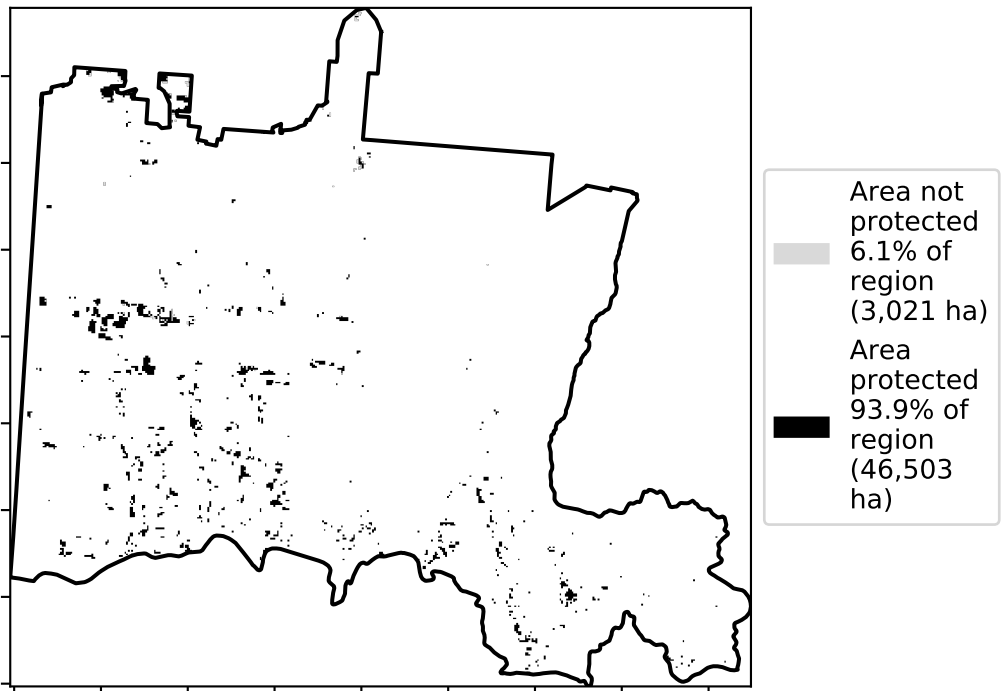 Area not
protected
6.1% of
region
(3,021 ha)
Area
protected
93.9% of
region
(46,503
ha)